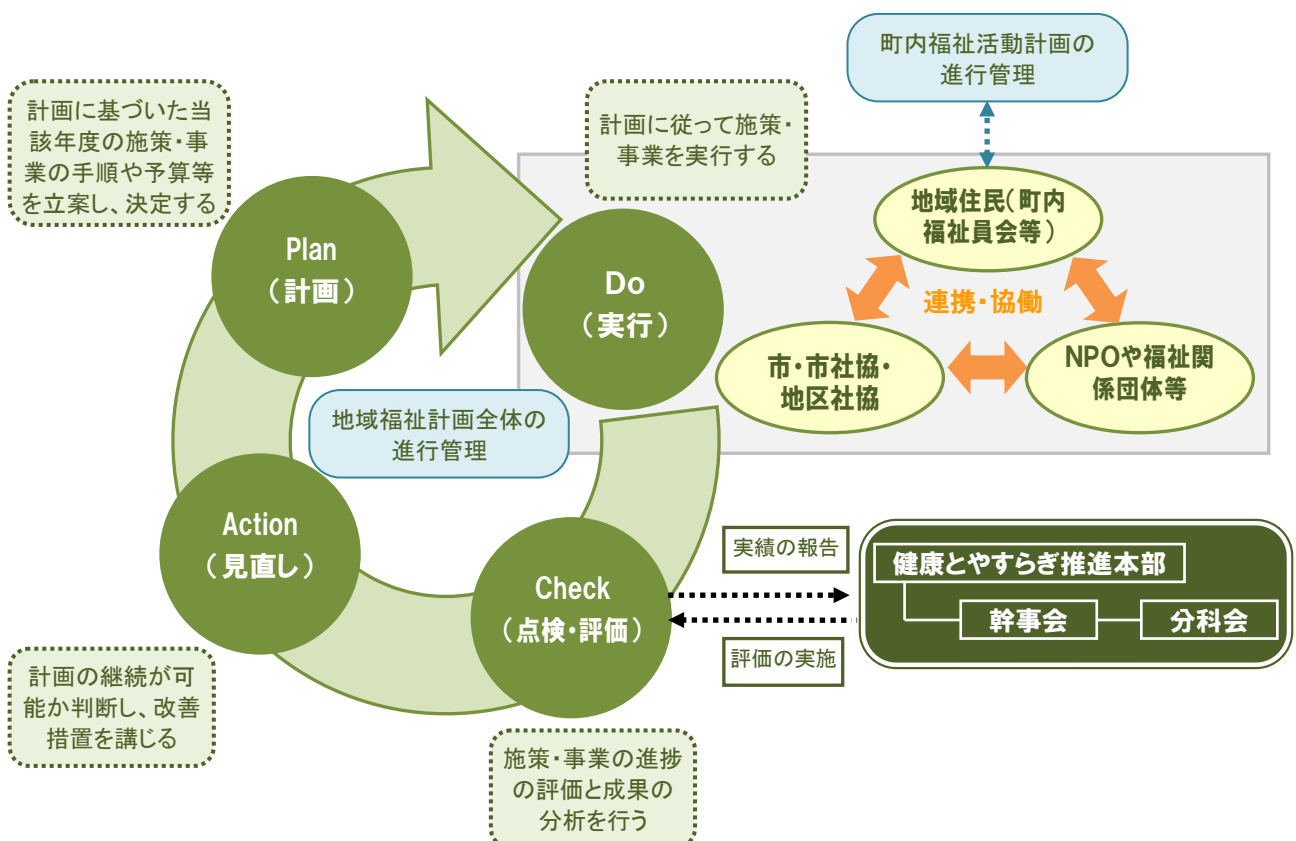 町内福祉活動計画の
進行管理
計画に基づいた当
該年度の施策・事
業の手順や予算等
を立案し、決定する
計画に従って施策・
事業を実行する
地域住民(町内
福祉員会等)
Plan
(計画)
Do
(実行)
連携・協働
市・市社協・
地区社協
NPOや福祉関
係団体等
地域福祉計画全体の
進行管理
Action
(見直し)
Check
(点検・評価)
実績の報告
評価の実施
健康とやすらぎ推進本部
幹事会
分科会
計画の継続が可
能か判断し、改善
措置を講じる
施策・事業の進捗
の評価と成果の
分析を行う